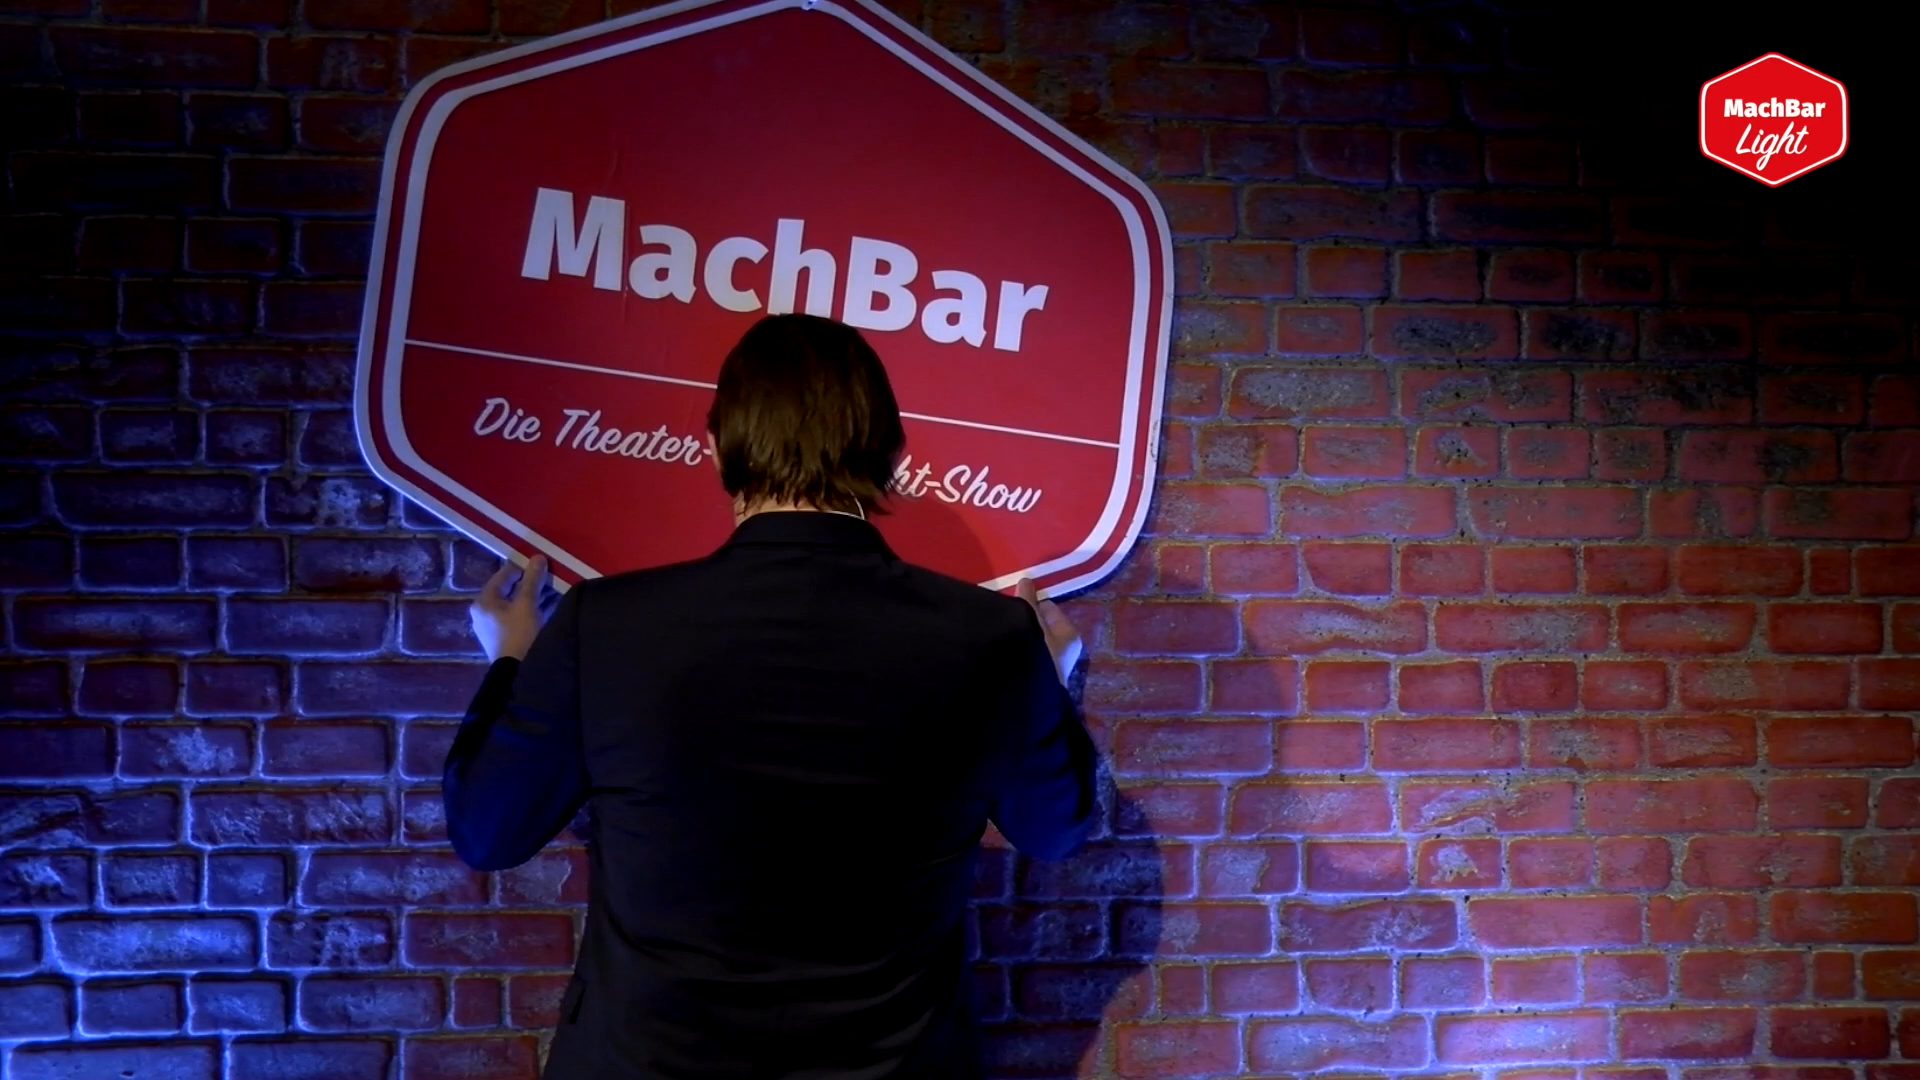 MachBar
Die Theater-
ht-Show
MachBar
Light